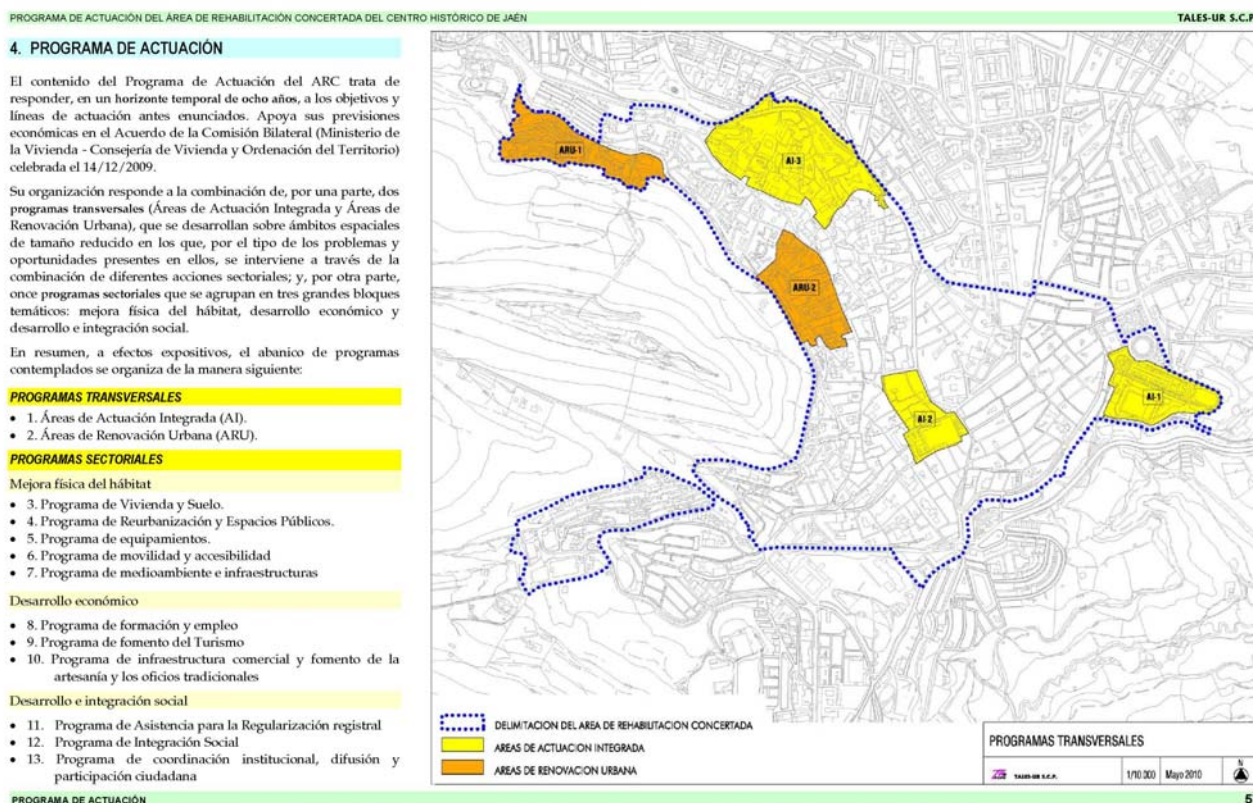 PROGRAMA DE ACTUACIÓN DEL ÁREA DE REHABILITACIÓN CONCERTADA DEL CENTRO HISTÓRICO DE JAÉN
TALES-UR S.C.P.
4. PROGRAMA DE ACTUACIÓN
El contenido del Programa de Actuación del ARC trata de
responder, en un horizonte temporal de ocho años, a los objetivos y
líneas de actuación antes enunciados. Apoya sus previsiones
económicas en el Acuerdo de la Comisión Bilateral (Ministerio de
la Vivienda - Consejería de Vivienda y Ordenación del Territorio)
celebrada el 14/12/2009.
Su organización responde a la combinación de, por una parte, dos
programas transversales (Áreas de Actuación Integrada y Áreas de
Renovación Urbana), que se desarrollan sobre ámbitos espaciales
de tamaño reducido en los que, por el tipo de los problemas y
oportunidades presentes en ellos, se interviene a través de la
combinación de diferentes acciones sectoriales; y, por otra parte,
once programas sectoriales que se agrupan en tres grandes bloques
temáticos: mejora física del hábitat, desarrollo económico y
desarrollo e integración social.
En resumen, a efectos expositivos, el abanico de programas
contemplados se organiza de la manera siguiente:
PROGRAMAS TRANSVERSALES
• 1. Áreas de Actuación Integrada (AI).
• 2. Áreas de Renovación Urbana (ARU).
PROGRAMAS SECTORIALES
Mejora física del hábitat
• 3. Programa de Vivienda y Suelo.
• 4. Programa de Reurbanización y Espacios Públicos.
• 5. Programa de equipamientos.
• 6. Programa de movilidad y accesibilidad
• 7. Programa de medioambiente e infraestructuras
Desarrollo económico
• 8. Programa de formación y empleo
• 9. Programa de fomento del Turismo
• 10. Programa de infraestructura comercial y fomento de la
artesanía y los oficios tradicionales
Desarrollo e integración social
• 11. Programa de Asistencia para la Regularización registral
• 12. Programa de Integración Social
• 13. Programa de coordinación institucional, difusión y
participación ciudadana
ARU-1
AI-3
ARU-2
AI-1
AI-2
DELIMITACION DEL AREA DE REHABILITACION CONCERTADA
AREAS DE ACTUACION INTEGRADA
AREAS DE RENOVACION URBANA
PROGRAMAS TRANSVERSALES
TALES-UR S.C.P.
1/10.000
Mayo 2010
N
PROGRAMA DE ACTUACIÓN
5